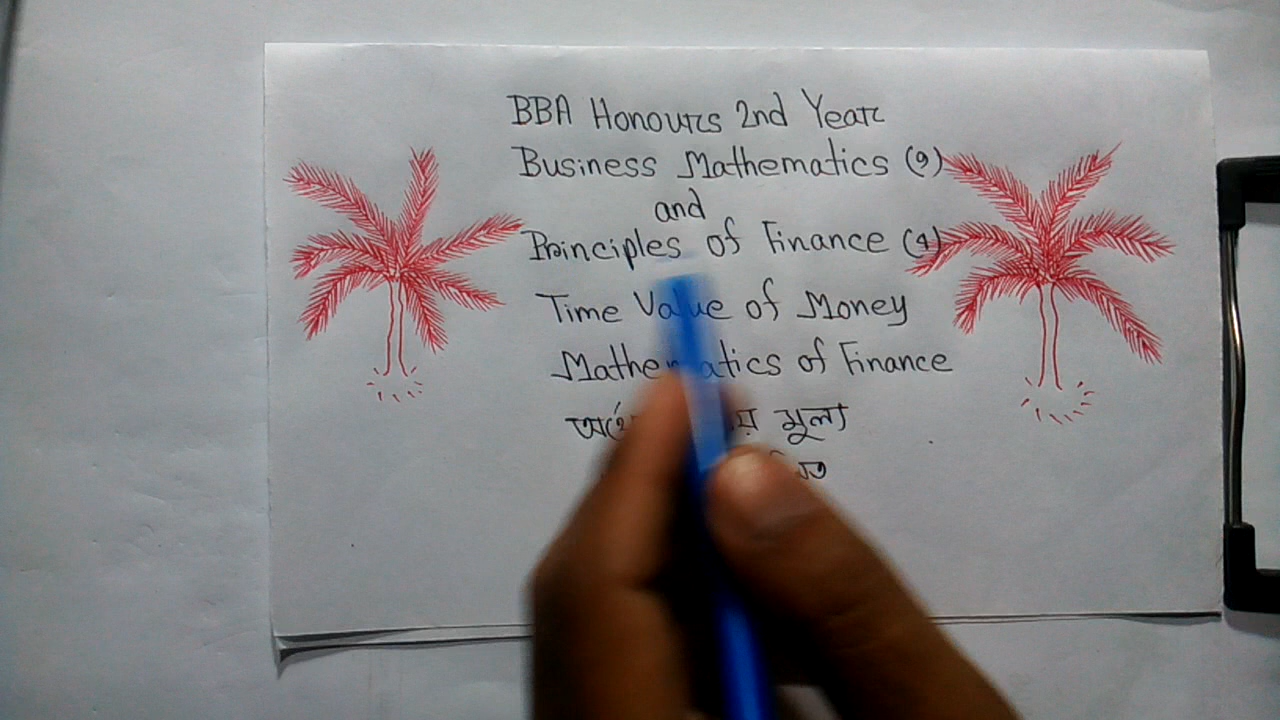 BBA Honours 2nd Year
Business Mathematics (9)
and
Principles of Finance (4)
Time Value of Money
Mathematics of Finance
মূল্য